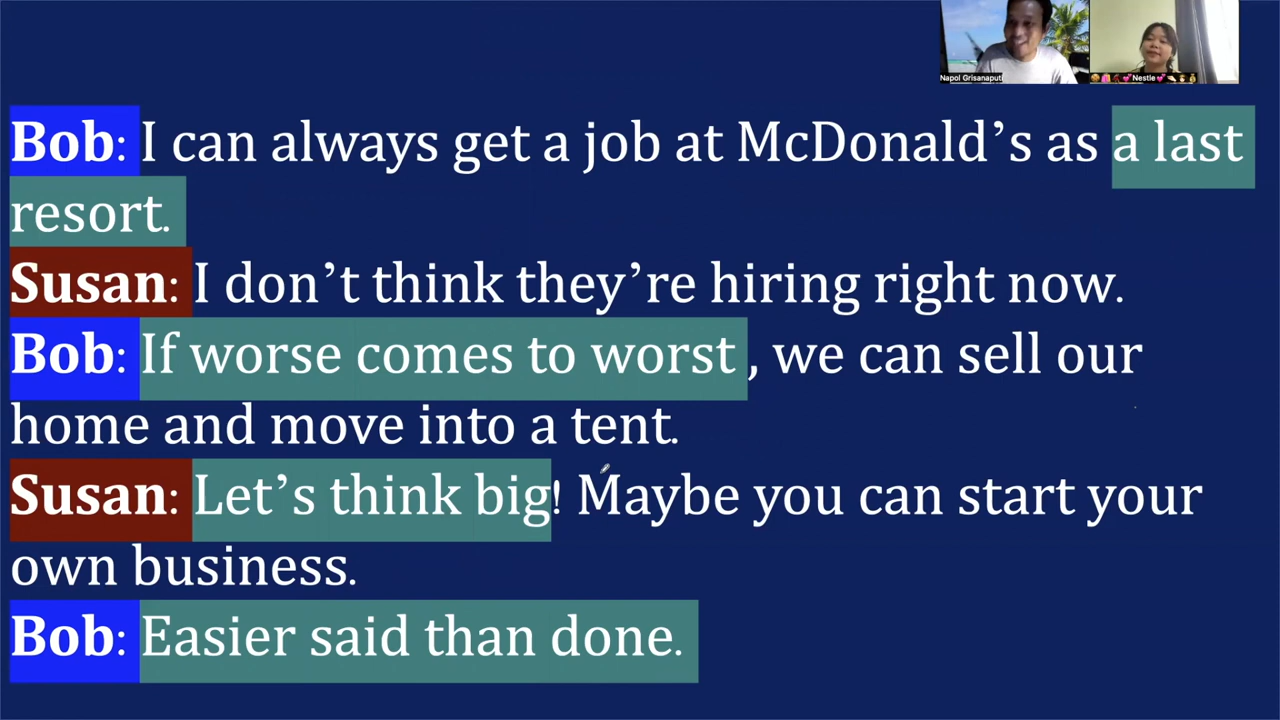 Napol Grisanaputi
Nestle
Bob: I can always get a job at McDonald’s as a last
resort.
Susan: I don’t think they’re hiring right now.
Bob: If worse comes to worst , we can sell our
home and move into a tent.
Susan: Let’s think big! Maybe you can start your
own business.
Bob: Easier said than done.